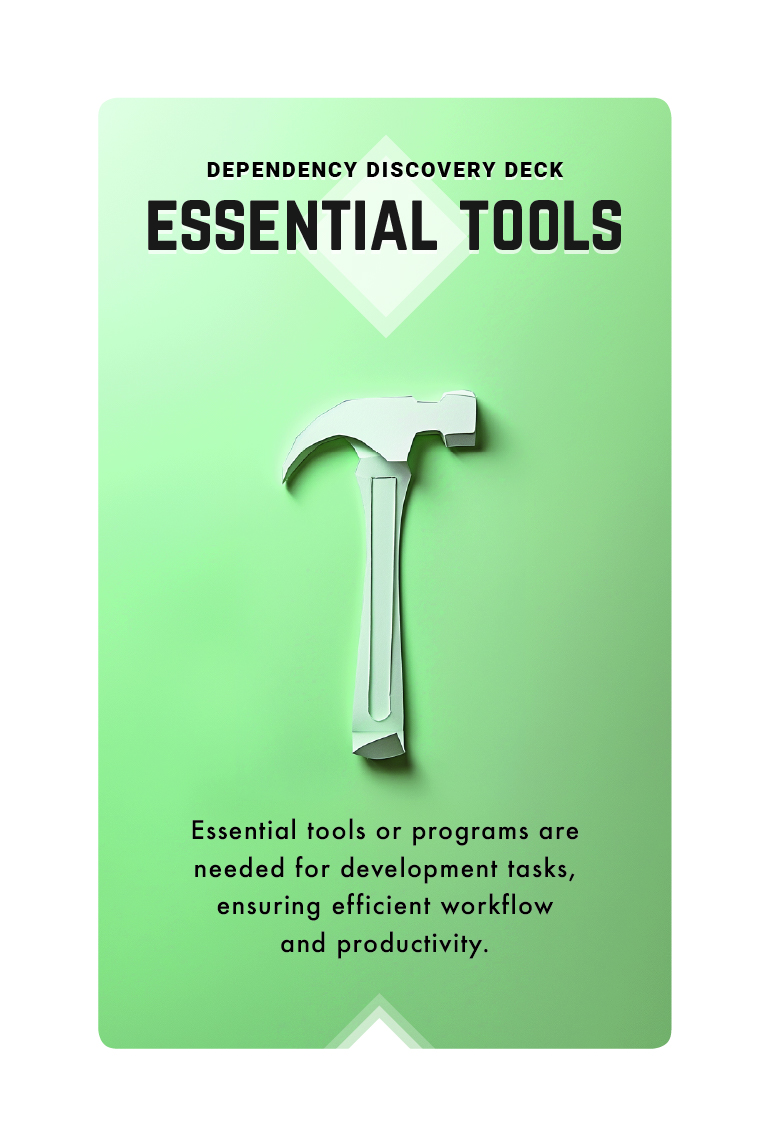 DEPENDENCY DISCOVERY DECK
ESSENTIAL TOOLS
Essential tools or programs are
needed for development tasks,
ensuring efficient workflow
and productivity.